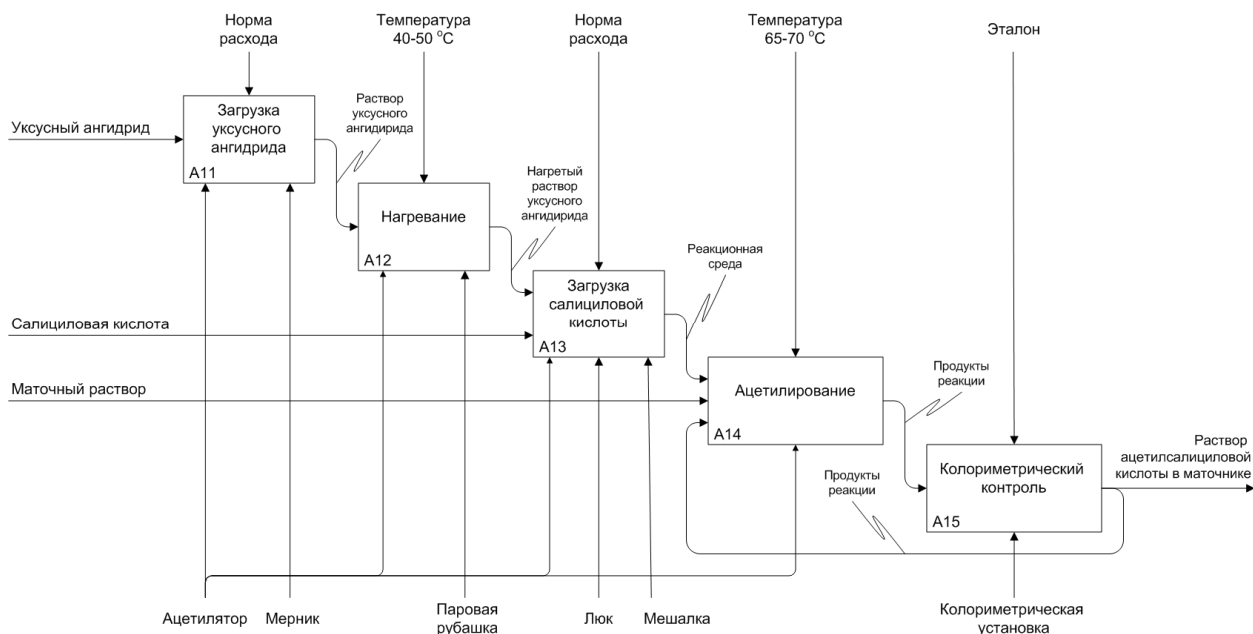 Норма
расхода
Температура
40-50 °C
Норма
расхода
Температура
65-70 °C
Эталон
Уксусный ангидрид
Загрузка
уксусного
ангидрида
A11
Раствор
уксусного
ангидирида
Нагревание
A12
Нагретый
раствор
уксусного
ангидирида
Салициловая кислота
Загрузка
салициловой
кислоты
A13
Реакционная
среда
Маточный раствор
Ацетилирование
A14
Продукты
реакции
Колориметрический
контроль
A15
Раствор
ацетилсалициловой
кислоты в маточнике
Продукты
реакции
Ацетилятор
Мерник
Паровая
рубашка
Люк
Мешалка
Колориметрическая
установка